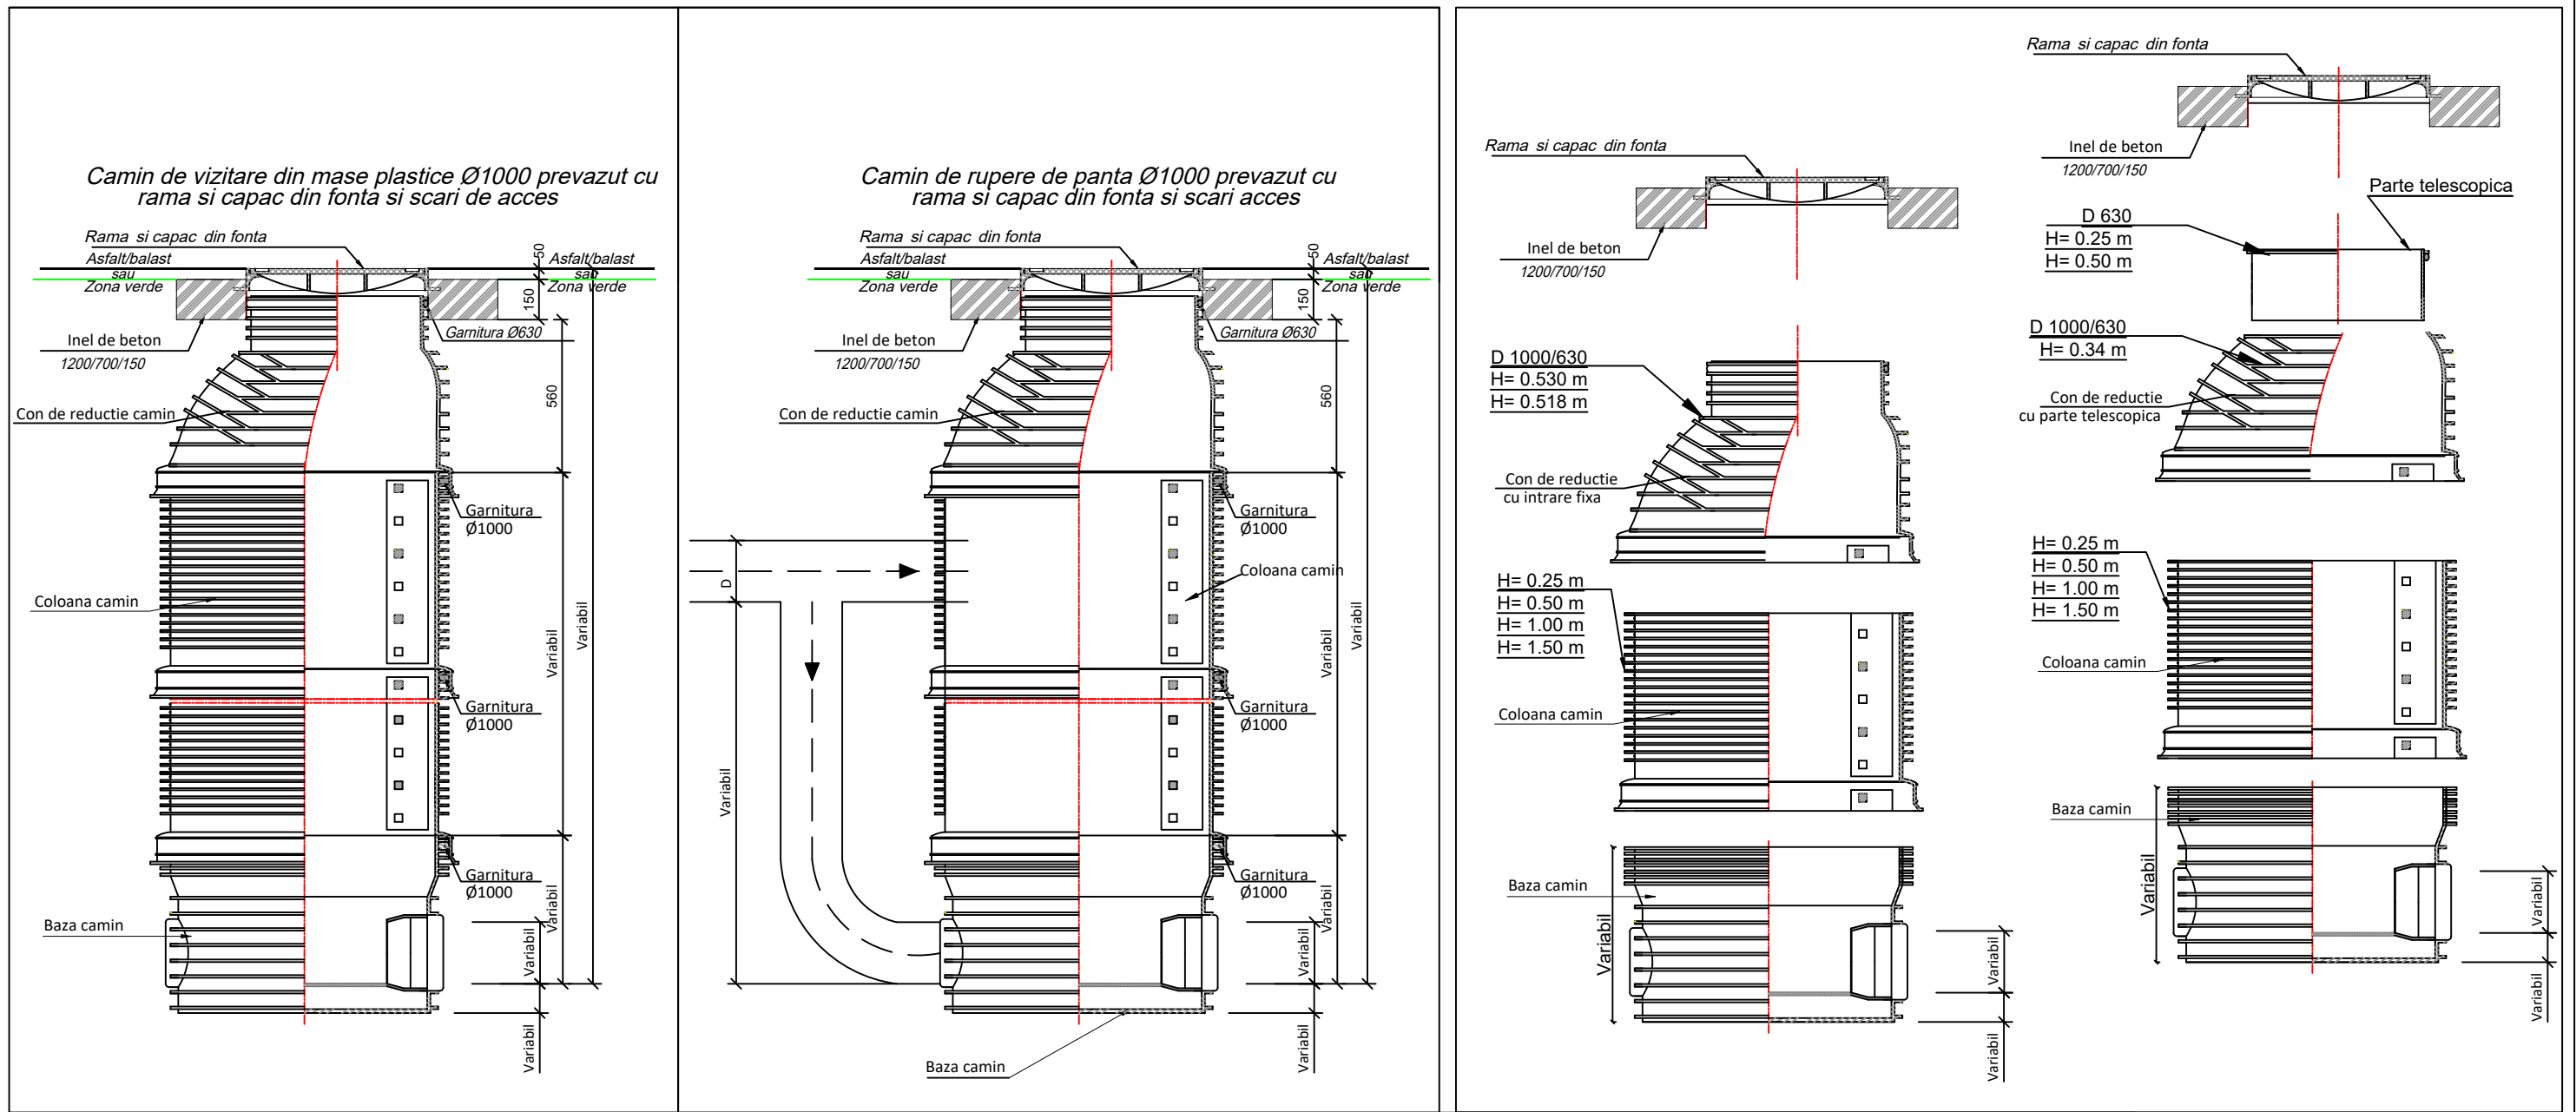 Camin de vizitare din mase plastice Ø1000 prevazut cu
rama si capac din fonta si scari de acces
Rama si capac din fonta
Asfalt/balast
sau
Zona verde
50
Asfalt/balast
sau
Zona verde
150
Inel de beton
1200/700/150
Garnitura Ø630
560
Con de reductie camin
Garnitura
Ø1000
Coloana camin
Variabil
Variabil
Garnitura
Ø1000
Garnitura
Ø1000
Variabil
Baza camin
Variabil
Variabil
Camin de rupere de panta Ø1000 prevazut cu
rama si capac din fonta si scari acces
Rama si capac din fonta
Asfalt/balast
sau
Zona verde
50
Asfalt/balast
sau
Zona verde
150
Inel de beton
1200/700/150
Garnitura Ø630
560
Con de reductie camin
Garnitura
Ø1000
D
Coloana camin
Variabil
Variabil
Garnitura
Ø1000
Variabil
Garnitura
Ø1000
Variabil
Variabil
Variabil
Baza camin
Rama si capac din fonta
Inel de beton
1200/700/150
D 1000/630
H= 0.530 m
H= 0.518 m
Con de reductie
cu intrare fixa
H= 0.25 m
H= 0.50 m
H= 1.00 m
H= 1.50 m
Coloana camin
Baza camin
Variabil
Variabil
Variabil
Rama si capac din fonta
Inel de beton
1200/700/150
Parte telescopica
D 630
H= 0.25 m
H= 0.50 m
D 1000/630
H= 0.34 m
Con de reductie
cu parte telescopica
H= 0.25 m
H= 0.50 m
H= 1.00 m
H= 1.50 m
Coloana camin
Baza camin
Variabil
Variabil
Variabil